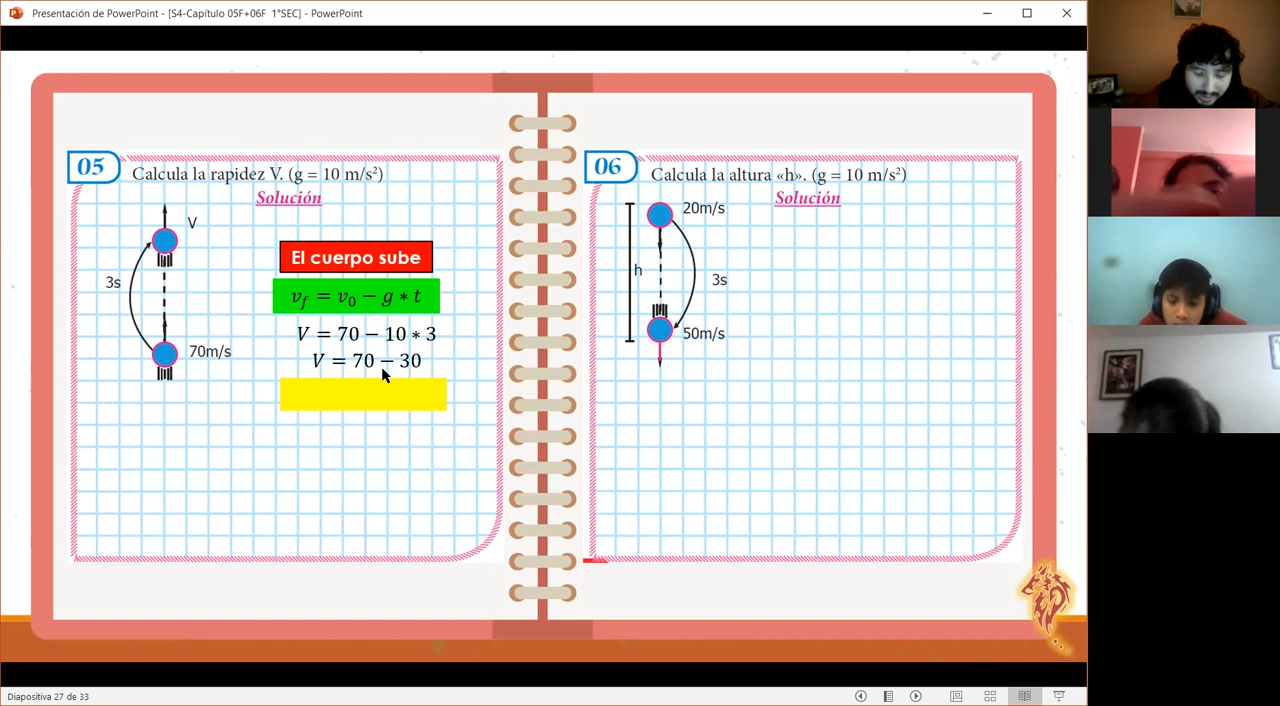 Presentación de PowerPoint - [S4-Capítulo 05F+06F 1°SEC] - PowerPoint
05
Calcula la rapidez V. (g = 10 m/s²)
Solución
V
3s
70m/s
El cuerpo sube
v_f = v_0 − g ∗ t
V = 70 − 10 ∗ 3
V = 70 − 30
06
Calcula la altura «h». (g = 10 m/s²)
Solución
20m/s
h
3s
50m/s
Diapositiva 27 de 33